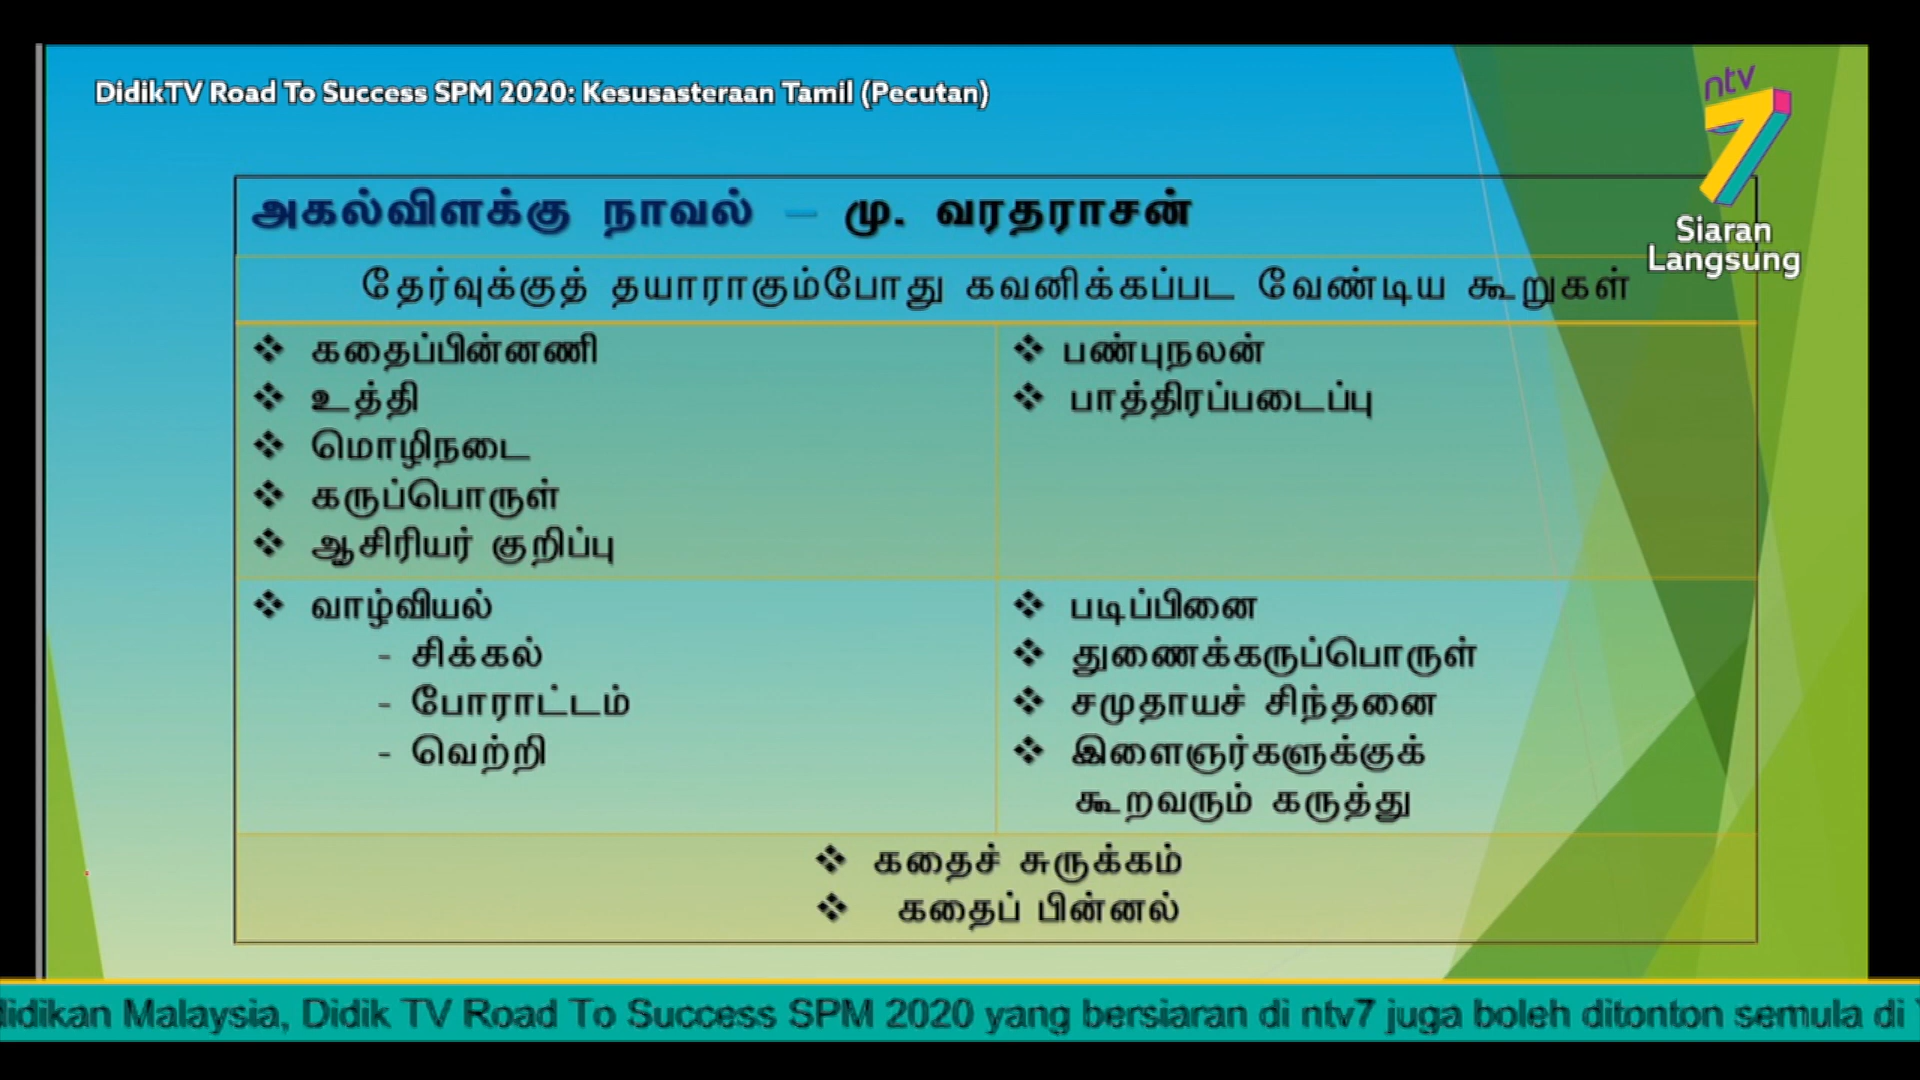 DidikTV Road To Success SPM 2020: Kesusasteraan Tamil (Pecutan)
ntv
7
Siaran
Langsung
அகல்விளக்கு நாவல் – மு. வரதராசன்
தேர்வுக்குத் தயாராகும்போது கவனிக்கப்பட வேண்டிய கூறுகள்
❖ கதைப்பின்னணி
❖ உத்தி
❖ மொழிநடை
❖ கருப்பொருள்
❖ ஆசிரியர் குறிப்பு
❖ பண்புநலன்
❖ பாத்திரப்படைப்பு
❖ வாழ்வியல்
- சிக்கல்
- போராட்டம்
- வெற்றி
❖ படிப்பினை
❖ துணைக்கருப்பொருள்
❖ சமுதாயச் சிந்தனை
❖ இளைஞர்களுக்குக்
கூறவரும் கருத்து
❖ கதைச் சுருக்கம்
❖ கதைப் பின்னல்
didikan Malaysia, Didik TV Road To Success SPM 2020 yang bersiaran di ntv7 juga boleh ditonton semula di